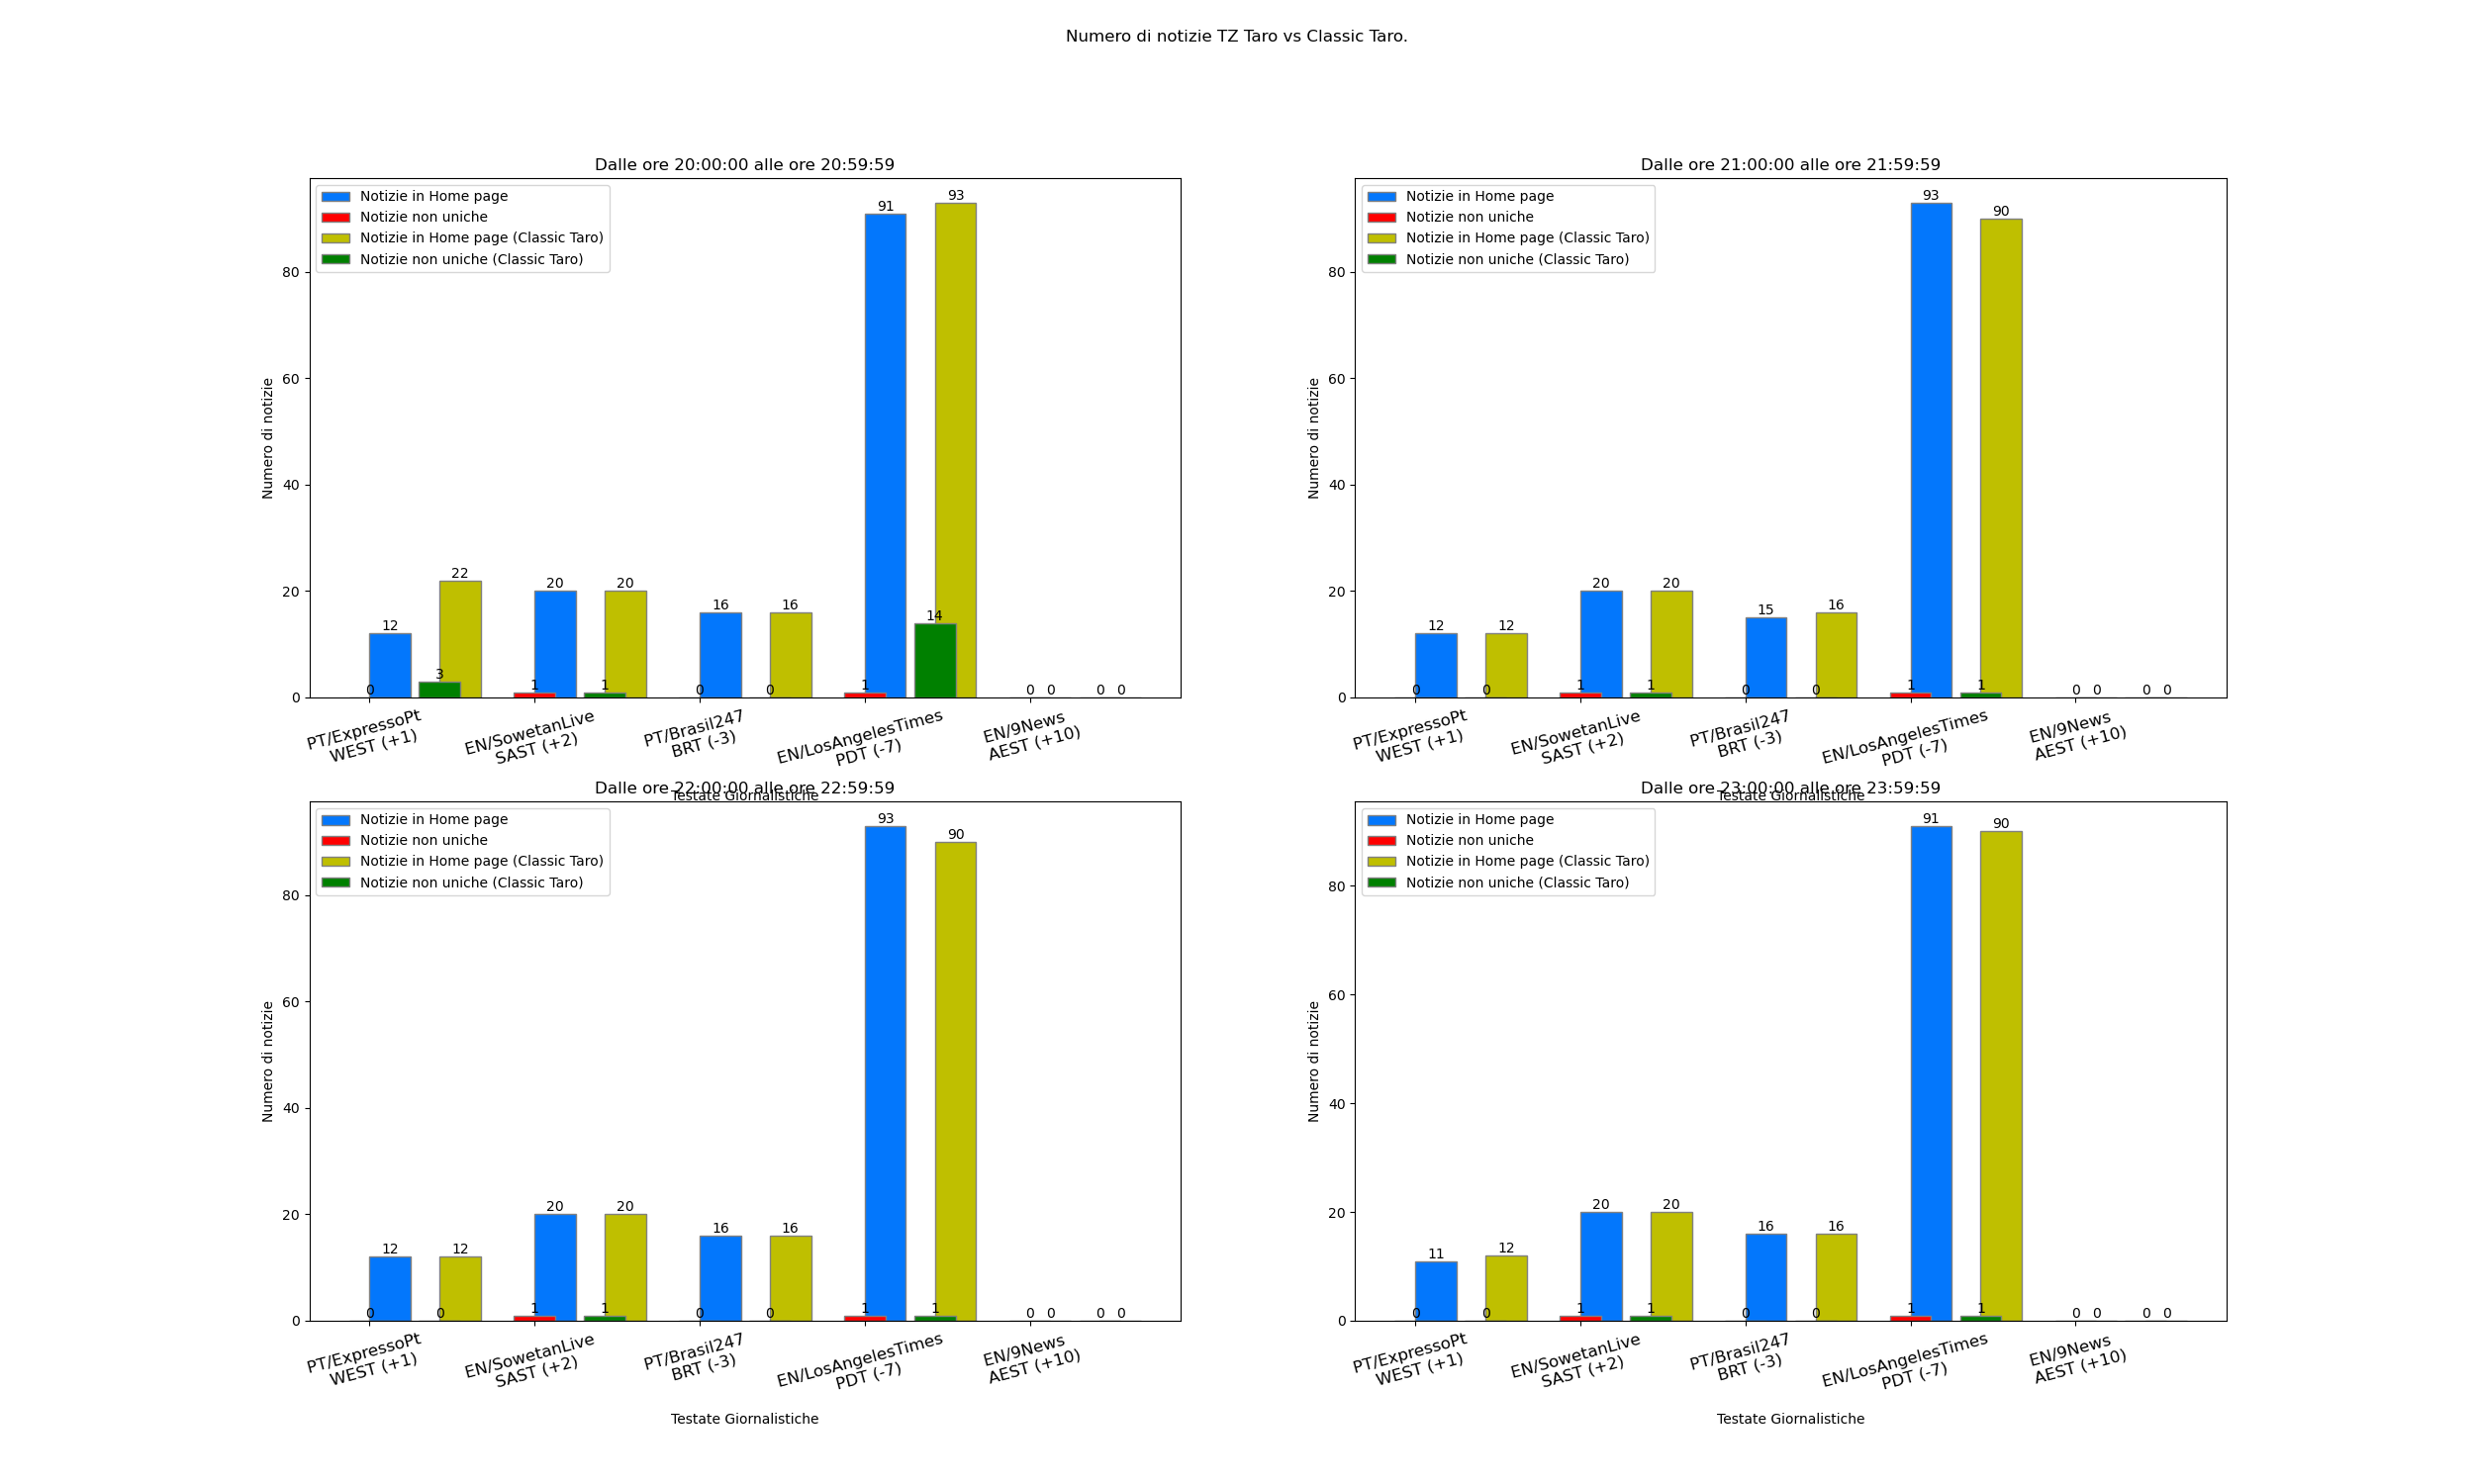 Numero di notizie TZ Taro vs Classic Taro.
Dalle ore 20:00:00 alle ore 20:59:59
Notizie in Home page
Notizie non uniche
Notizie in Home page (Classic Taro)
Notizie non uniche (Classic Taro)
Numero di notizie
80
60
40
20
0
12
22
20
20
16
16
91
93
0
3
1
1
0
0
1
14
0
0
0
0
PT/ExpressoPt
WEST (+1)
EN/SowetanLive
SAST (+2)
PT/Brasil247
BRT (-3)
EN/LosAngelesTimes
PDT (-7)
EN/9News
AEST (+10)
Testate Giornalistiche
Dalle ore 21:00:00 alle ore 21:59:59
Notizie in Home page
Notizie non uniche
Notizie in Home page (Classic Taro)
Notizie non uniche (Classic Taro)
Numero di notizie
80
60
40
20
0
12
12
20
20
15
16
93
90
0
0
1
1
0
0
1
1
0
0
0
0
PT/ExpressoPt
WEST (+1)
EN/SowetanLive
SAST (+2)
PT/Brasil247
BRT (-3)
EN/LosAngelesTimes
PDT (-7)
EN/9News
AEST (+10)
Testate Giornalistiche
Dalle ore 22:00:00 alle ore 22:59:59
Notizie in Home page
Notizie non uniche
Notizie in Home page (Classic Taro)
Notizie non uniche (Classic Taro)
Numero di notizie
80
60
40
20
0
12
12
20
20
16
16
93
90
0
0
1
1
0
0
1
1
0
0
0
0
PT/ExpressoPt
WEST (+1)
EN/SowetanLive
SAST (+2)
PT/Brasil247
BRT (-3)
EN/LosAngelesTimes
PDT (-7)
EN/9News
AEST (+10)
Testate Giornalistiche
Dalle ore 23:00:00 alle ore 23:59:59
Notizie in Home page
Notizie non uniche
Notizie in Home page (Classic Taro)
Notizie non uniche (Classic Taro)
Numero di notizie
80
60
40
20
0
11
12
20
20
16
16
91
90
0
0
1
1
0
0
1
1
0
0
0
0
PT/ExpressoPt
WEST (+1)
EN/SowetanLive
SAST (+2)
PT/Brasil247
BRT (-3)
EN/LosAngelesTimes
PDT (-7)
EN/9News
AEST (+10)
Testate Giornalistiche